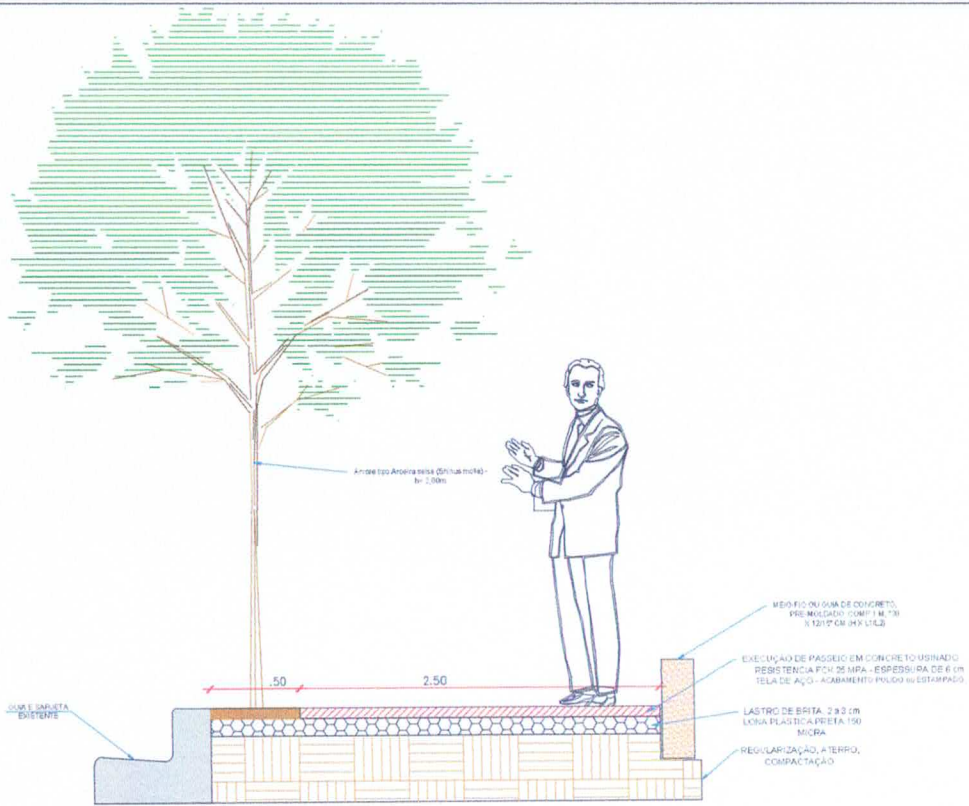 Árvore tipo Aroeira salsa (Shinus molle) -
h= 2,00m
MEIO-FIO OU GUIA DE CONCRETO,
PRE-MOLDADO, COMP 1 M, *30
X 12/15* CM (H X L1/L2)
EXECUÇÃO DE PASSEIO EM CONCRETO USINADO
RESISTENCIA FCK 25 MPA - ESPESSURA DE 6 cm
TELA DE AÇO - ACABAMENTO POLIDO ou ESTAMPADO
.50
2.50
LASTRO DE BRITA, 2 a 3 cm
LONA PLASTICA PRETA 150
MICRA
GUIA E SARJETA
EXISTENTE
REGULARIZAÇÃO, ATERRO,
COMPACTAÇÃO